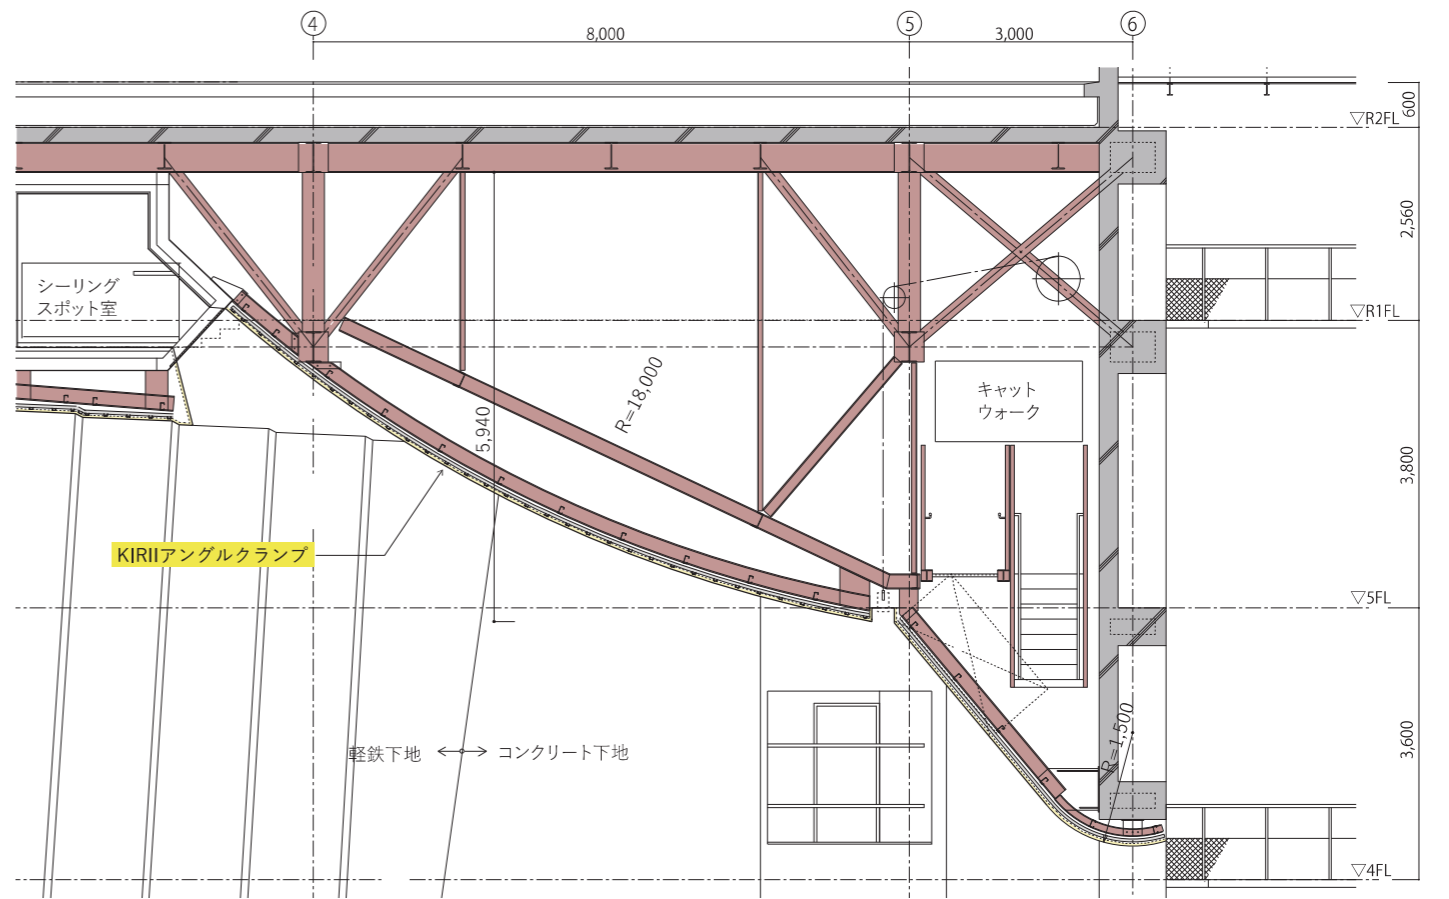 ④
⑤
⑥
8,000
3,000
600
▽R2FL
2,560
シーリング
スポット室
▽R1FL
R=18,000
キャット
ウォーク
5,940
3,800
KIRIIアングルクランプ
▽5FL
R=1,500
軽鉄下地
コンクリート下地
3,600
▽4FL